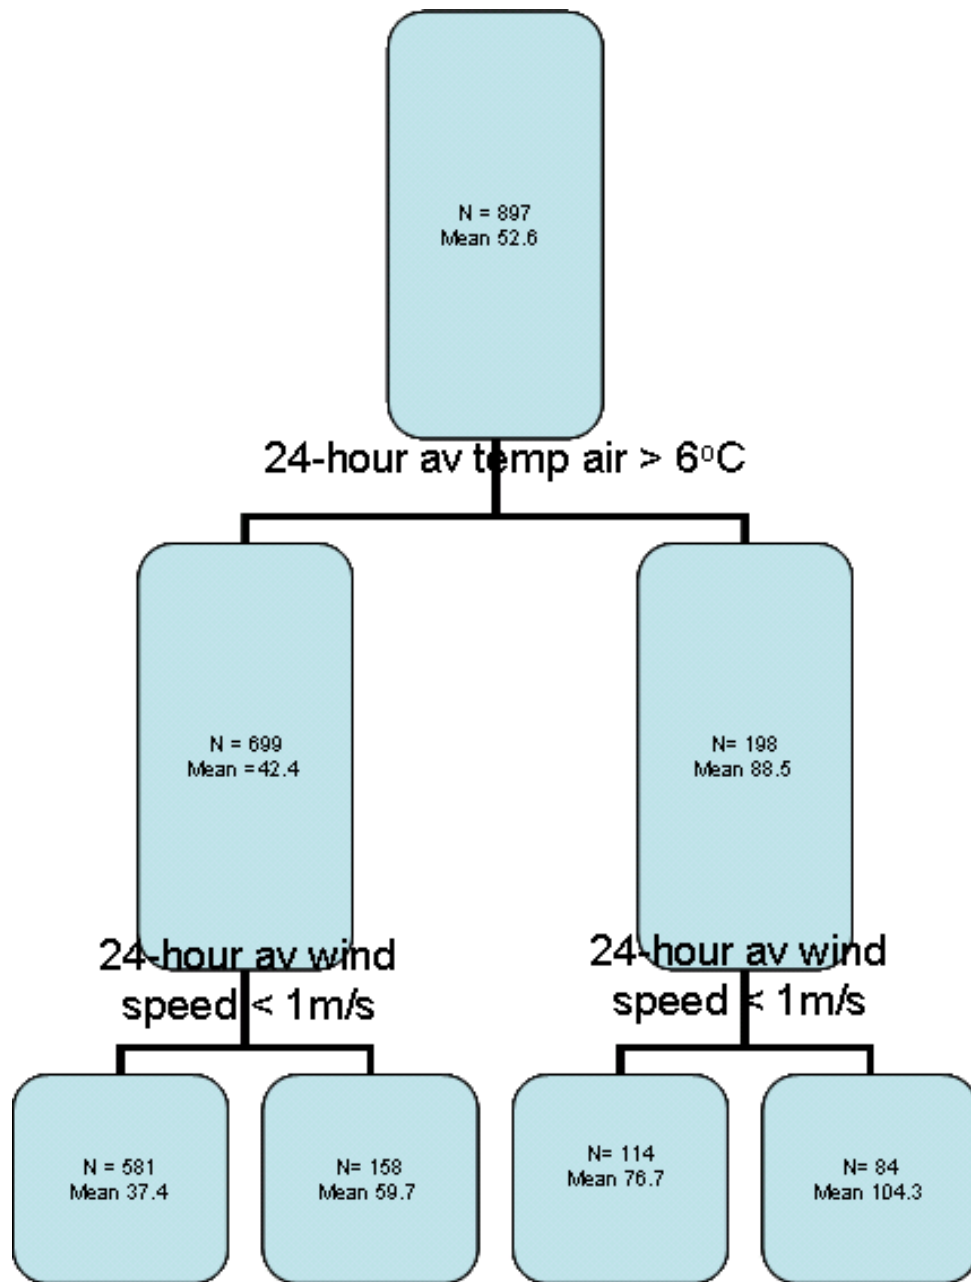 N = 897
Mean 52.6
24-hour av temp air > 6⁰C
N = 699
Mean =42.4
N= 198
Mean 88.5
24-hour av wind
speed < 1m/s
24-hour av wind
speed < 1m/s
N = 581
Mean 37.4
N= 158
Mean 59.7
N= 114
Mean 76.7
N= 84
Mean 104.3